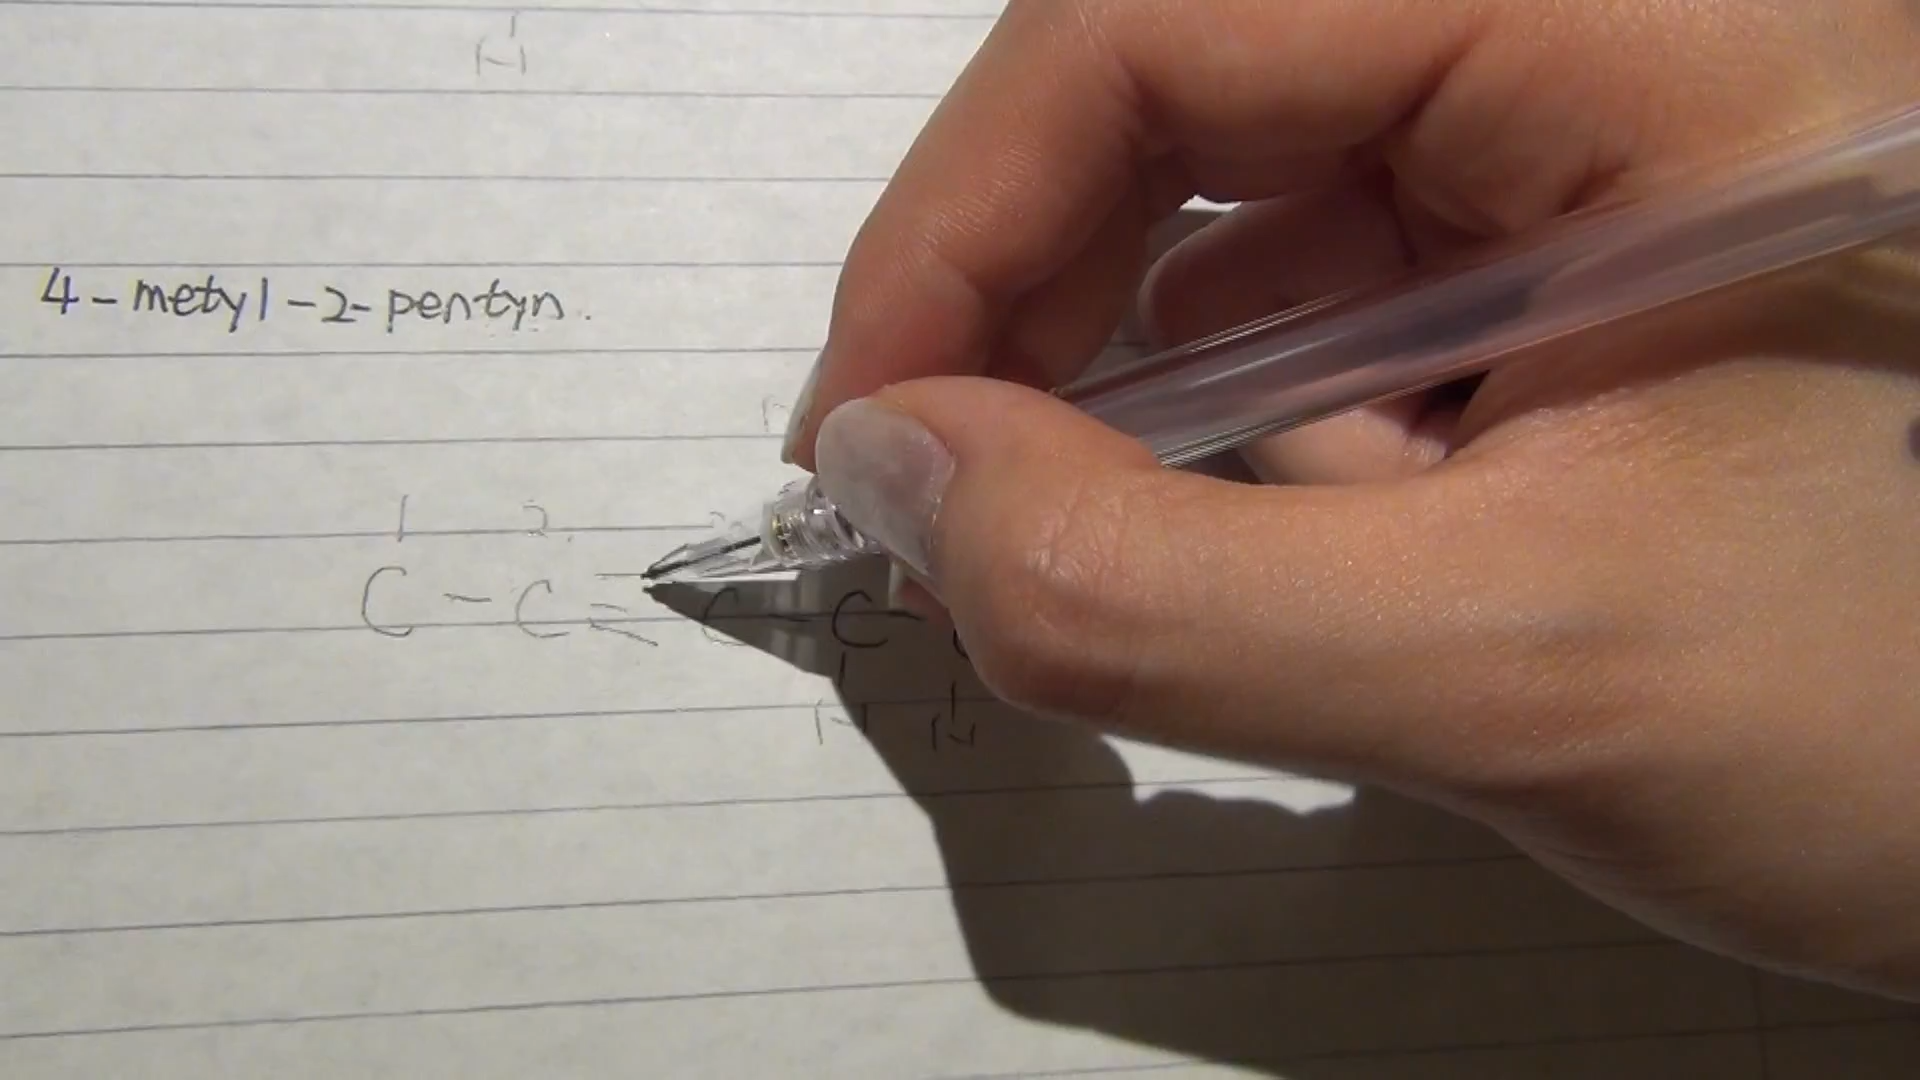 H
4-metyl-2-pentyn.
1 2
C - C ≡ C - C -
H H